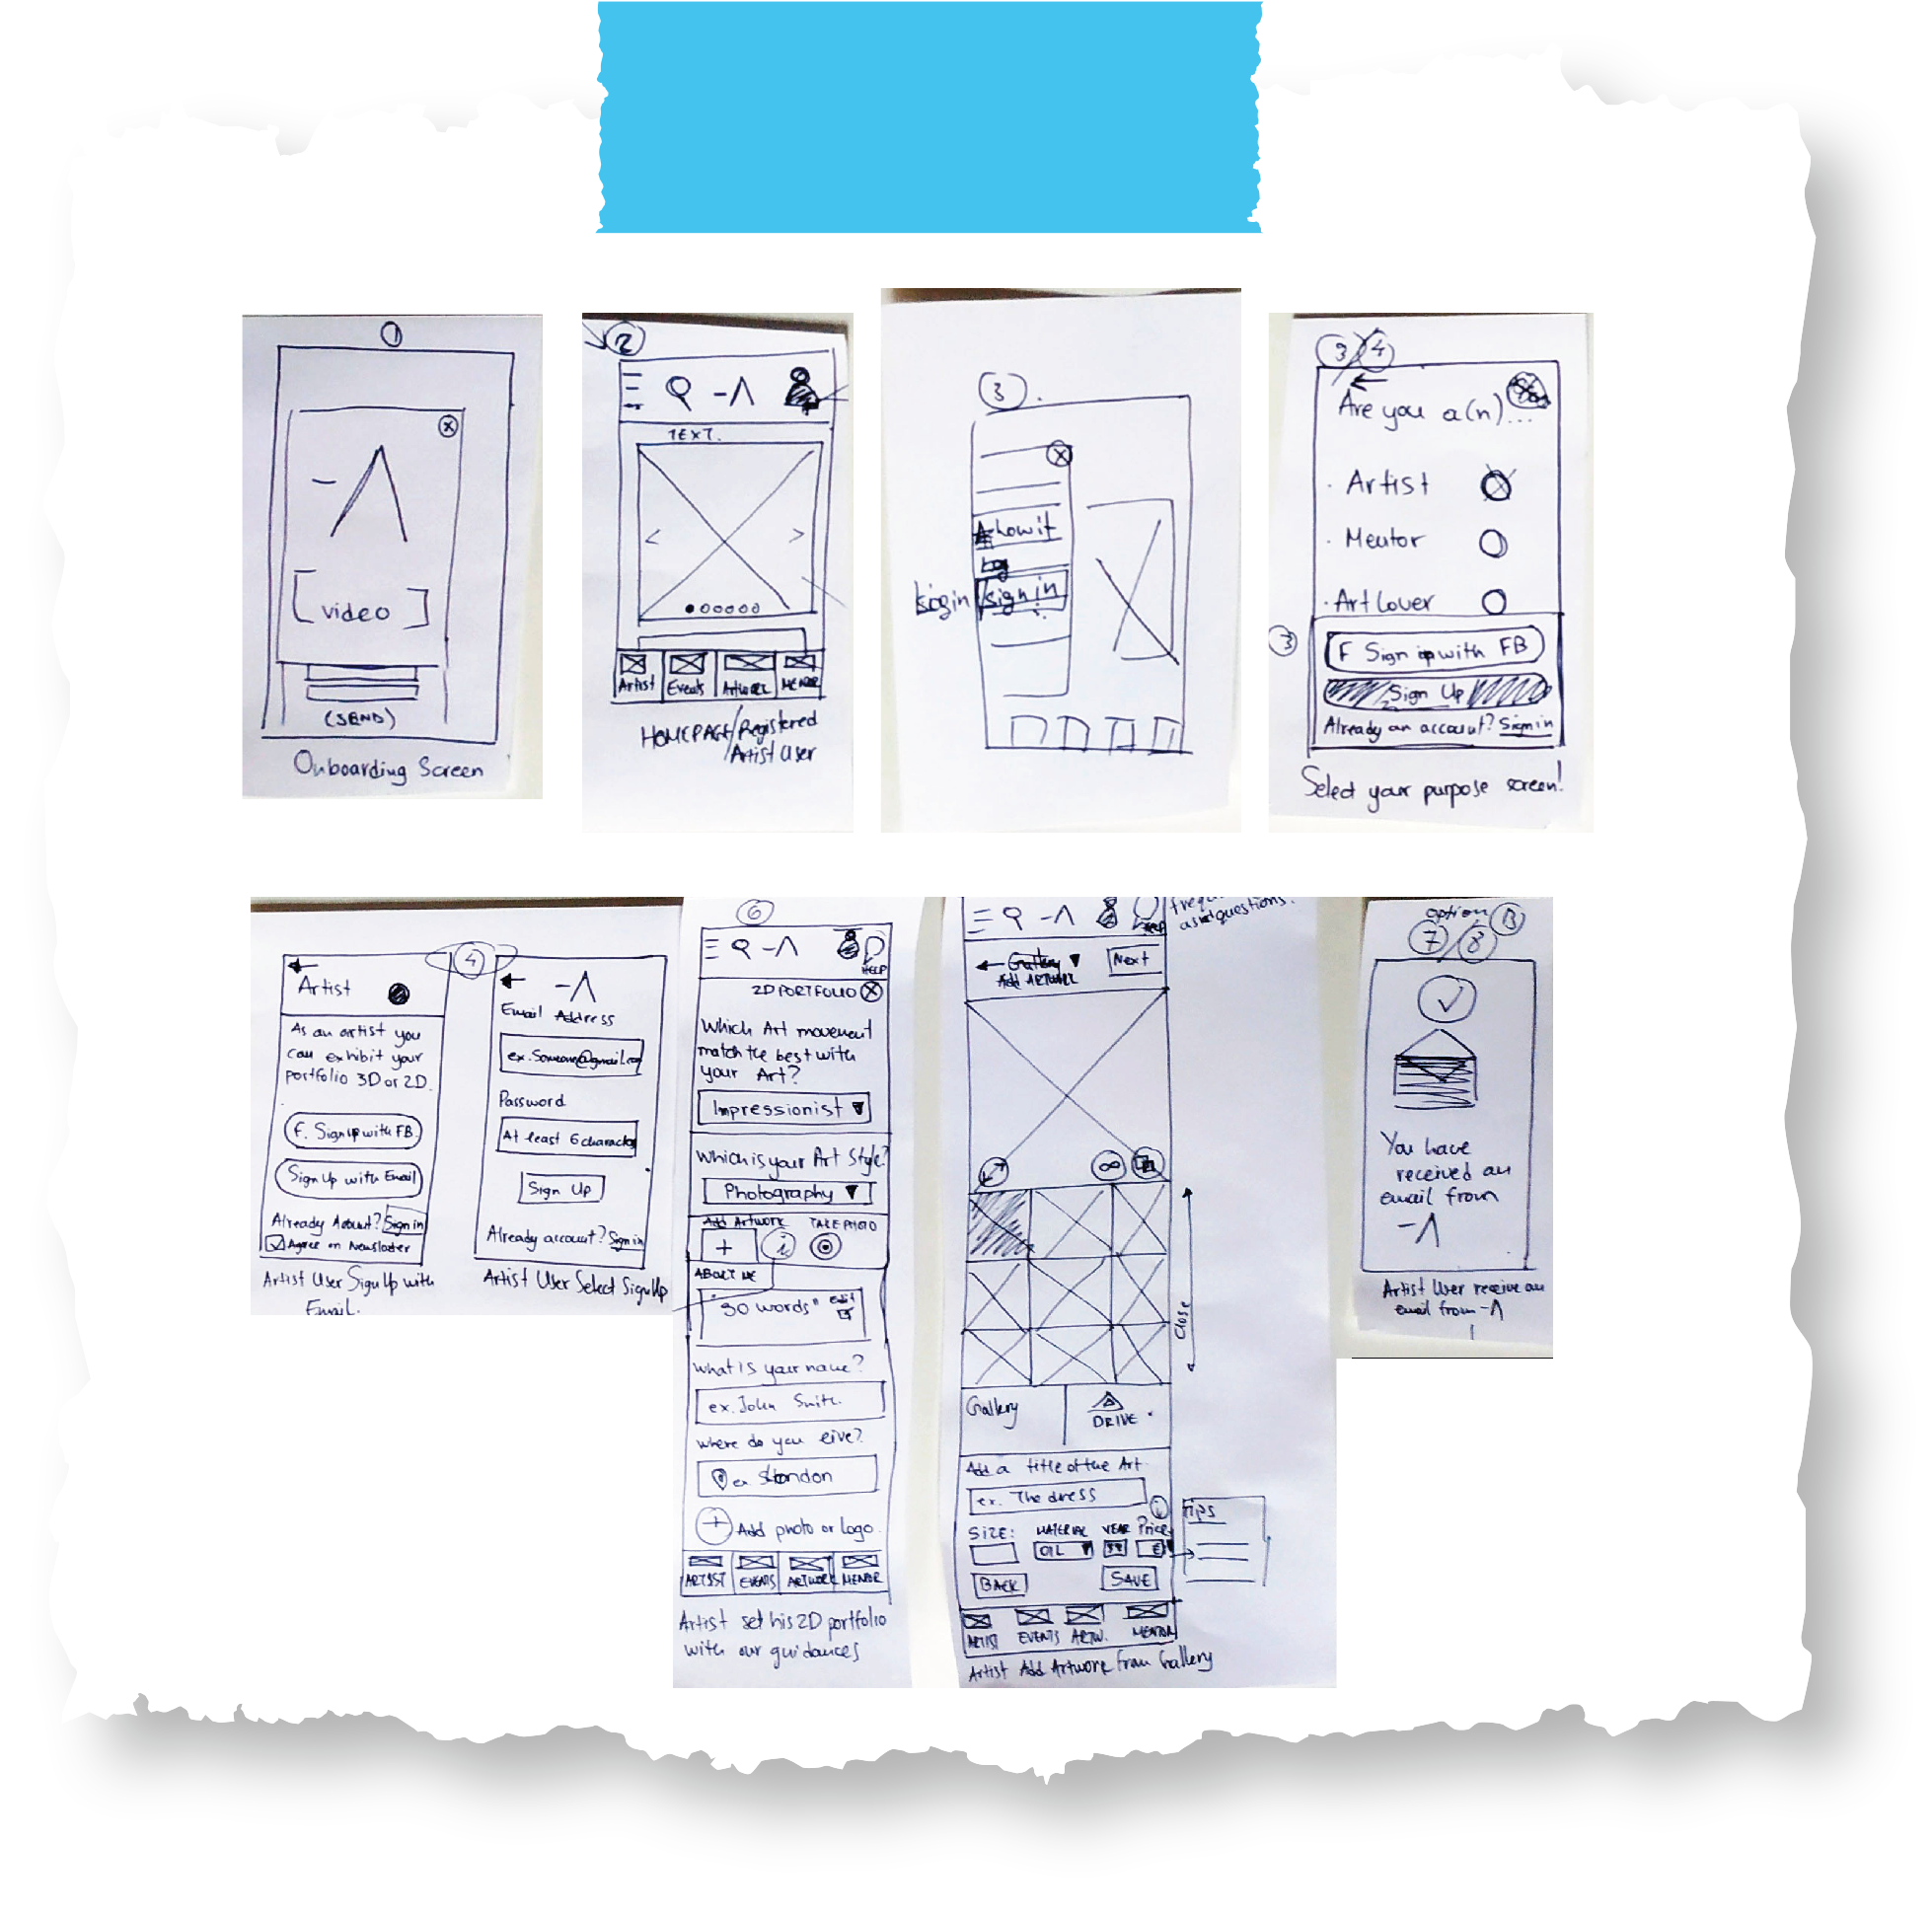 1
-Λ
[video]
(SEND)
Onboarding Screen
2
-Λ
TEXT.
< >
Artist Events Artwork MENTOR
HOMEPAGE/Registered
Artist User
3.
how it
Login
sign in
3 4
Are you a(n)...
· Artist
· Mentor
· Art Lover
3
F Sign up with FB
Sign Up
Already an account? Sign in
Select your purpose screen!
4
Artist
As an artist you
can exhibit your
portfolio 3D or 2D.
F. Sign up with FB.
Sign Up with Email
Already Account? Sign in
Agree on Newsletter
Artist User Sign Up with
Email.
-Λ
Email Address
ex. Someone@gmail.com
Password
At least 6 characters
Sign Up
Already account? Sign in
Artist User Select Sign Up
6
-Λ
HELP
2D PORTFOLIO
Which Art movement
match the best with
your Art?
Impressionist
Which is your Art Style?
Photography
Add Artwork TAKE PHOTO
+ i
ABOUT ME
"30 words" edit
What is your name?
ex. John Smith.
where do you live?
ex. London
+ Add photo or logo.
ARTIST EVENTS ARTWORK MENTOR
Artist set his 2D portfolio
with our guidances
asked questions.
-Λ
HELP
Gallery Next
Add ARTWORK
Close
Gallery
DRIVE
Add a title of the Art
ex. The dress
i
Tips
SIZE: MATERIAL YEAR Price
OIL €
BACK SAVE
ARTIST EVENTS ARTW. MENTOR
Artist Add Artwork from Gallery
option B
7/8
You have
received an
email from
-Λ
Artist User receive an
email from -Λ